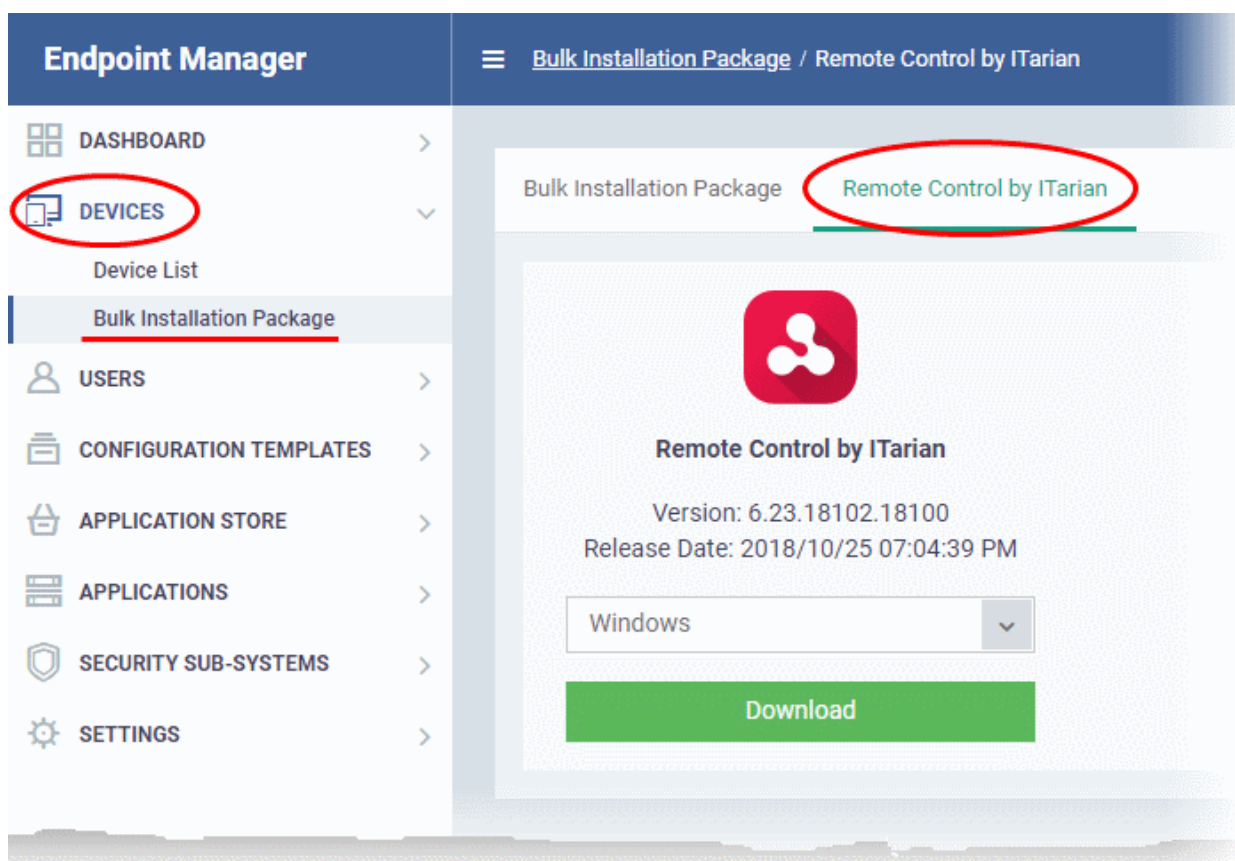 Endpoint Manager
Bulk Installation Package / Remote Control by ITarian
DASHBOARD
DEVICES
Device List
Bulk Installation Package
USERS
CONFIGURATION TEMPLATES
APPLICATION STORE
APPLICATIONS
SECURITY SUB-SYSTEMS
SETTINGS
Bulk Installation Package
Remote Control by ITarian
Remote Control by ITarian
Version: 6.23.18102.18100
Release Date: 2018/10/25 07:04:39 PM
Windows
Download